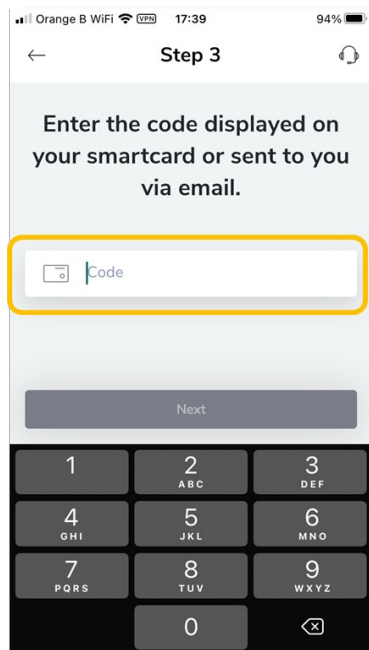 Orange B WiFi VPN 17:39 94%
Step 3
Enter the code displayed on
your smartcard or sent to you
via email.
Code
Next
1 2 3
ABC DEF
4 5 6
GHI JKL MNO
7 8 9
PQRS TUV WXYZ
0